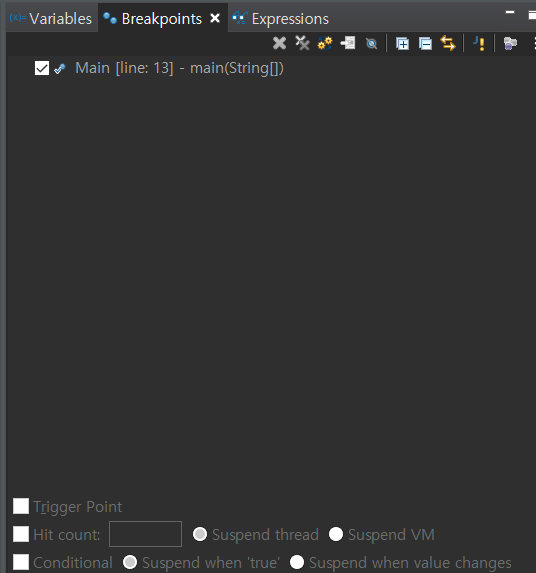 (x)= Variables Breakpoints Expressions
Main [line: 13] - main(String[])
Trigger Point
Hit count: Suspend thread Suspend VM
Conditional Suspend when 'true' Suspend when value changes